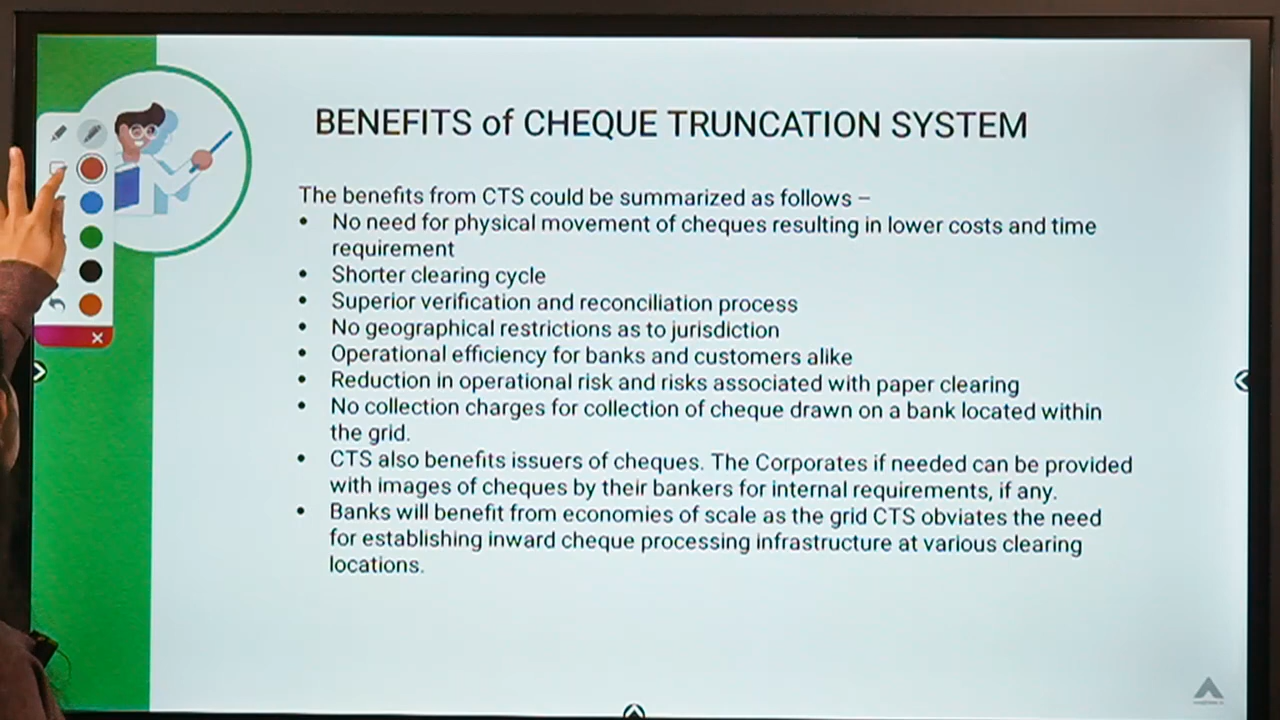 BENEFITS of CHEQUE TRUNCATION SYSTEM
The benefits from CTS could be summarized as follows –
• No need for physical movement of cheques resulting in lower costs and time
requirement
• Shorter clearing cycle
• Superior verification and reconciliation process
• No geographical restrictions as to jurisdiction
• Operational efficiency for banks and customers alike
• Reduction in operational risk and risks associated with paper clearing
• No collection charges for collection of cheque drawn on a bank located within
the grid.
• CTS also benefits issuers of cheques. The Corporates if needed can be provided
with images of cheques by their bankers for internal requirements, if any.
• Banks will benefit from economies of scale as the grid CTS obviates the need
for establishing inward cheque processing infrastructure at various clearing
locations.